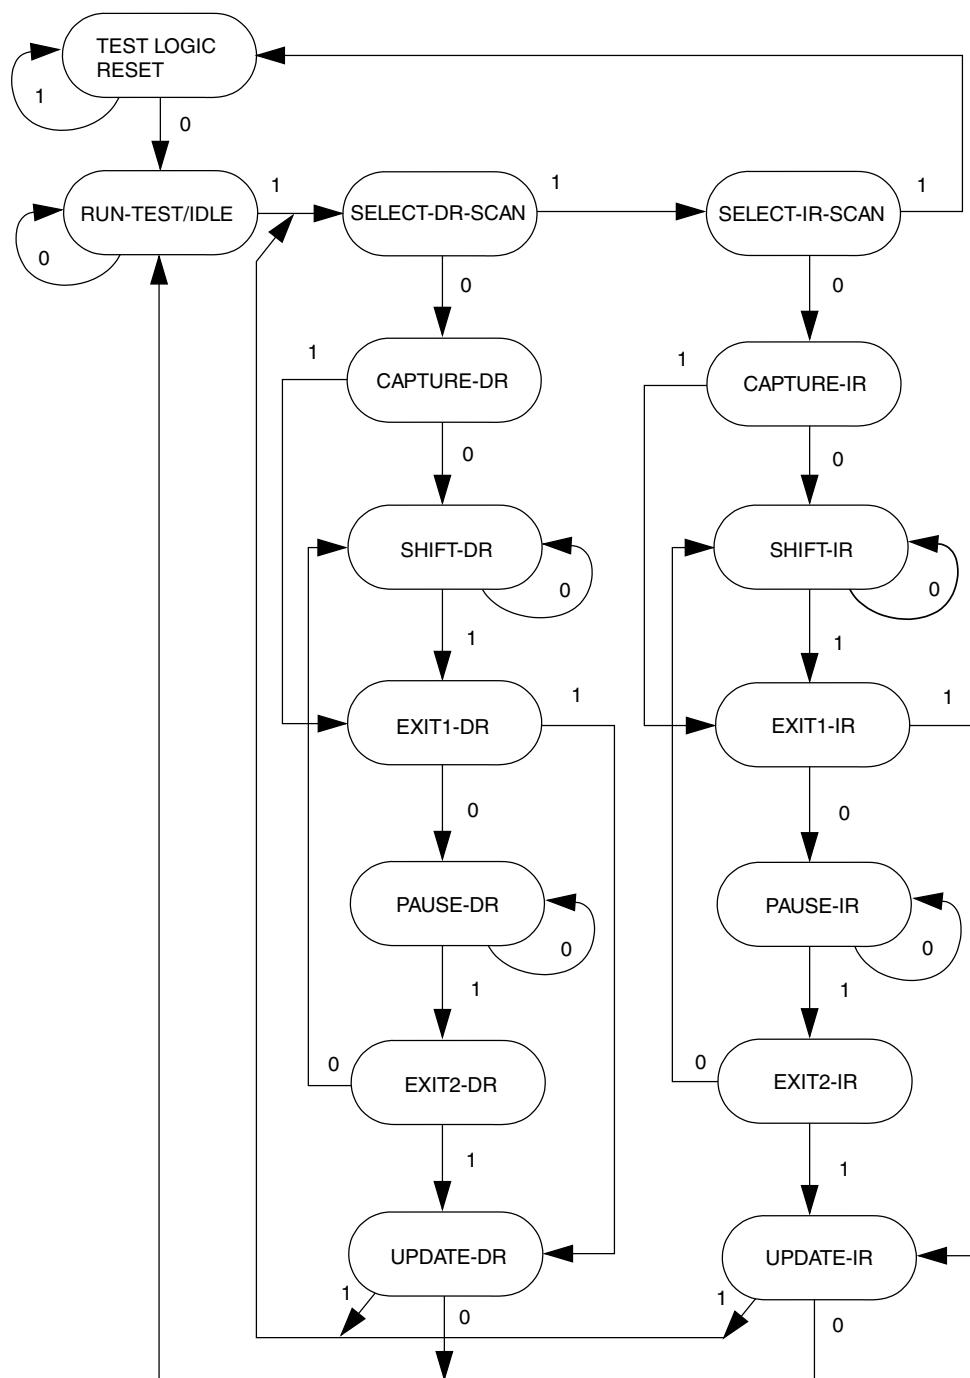 TEST LOGIC
RESET
1
0
RUN-TEST/IDLE
1
0
SELECT-DR-SCAN
1
SELECT-IR-SCAN
1
0
0
1
CAPTURE-DR
1
CAPTURE-IR
0
0
SHIFT-DR
0
SHIFT-IR
0
1
1
EXIT1-DR
1
EXIT1-IR
1
0
0
PAUSE-DR
0
PAUSE-IR
0
1
1
0
EXIT2-DR
0
EXIT2-IR
1
1
UPDATE-DR
UPDATE-IR
1
0
1
0